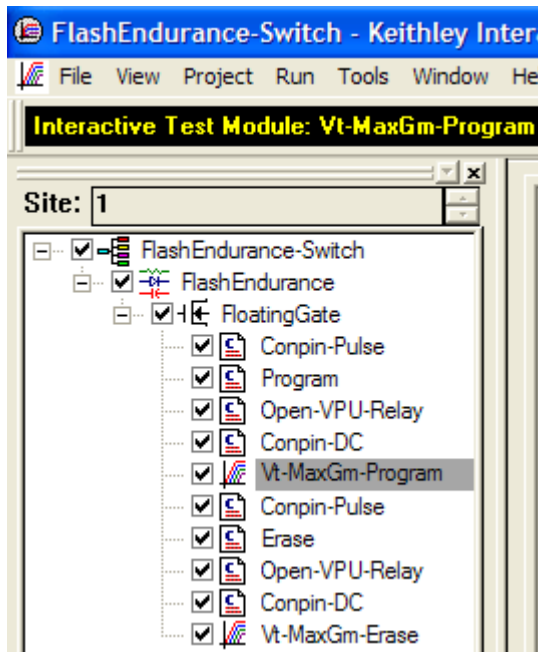 FlashEndurance-Switch - Keithley Inter
File View Project Run Tools Window He
Interactive Test Module: Vt-MaxGm-Program
Site: 1
FlashEndurance-Switch
FlashEndurance
FloatingGate
Conpin-Pulse
Program
Open-VPU-Relay
Conpin-DC
Vt-MaxGm-Program
Conpin-Pulse
Erase
Open-VPU-Relay
Conpin-DC
Vt-MaxGm-Erase